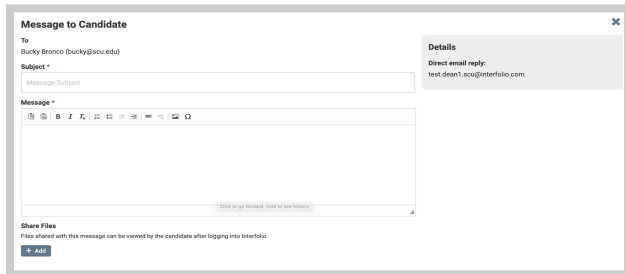 Message to Candidate
To
Bucky Bronco (bucky@scu.edu)
Subject *
Message Subject
Message *
B I Tx Ω
Click to go forward, hold to see history
Share Files
Files shared with this message can be viewed by the candidate after logging into Interfolio.
+ Add
Details
Direct email reply:
test.dean1.scu@interfolio.com